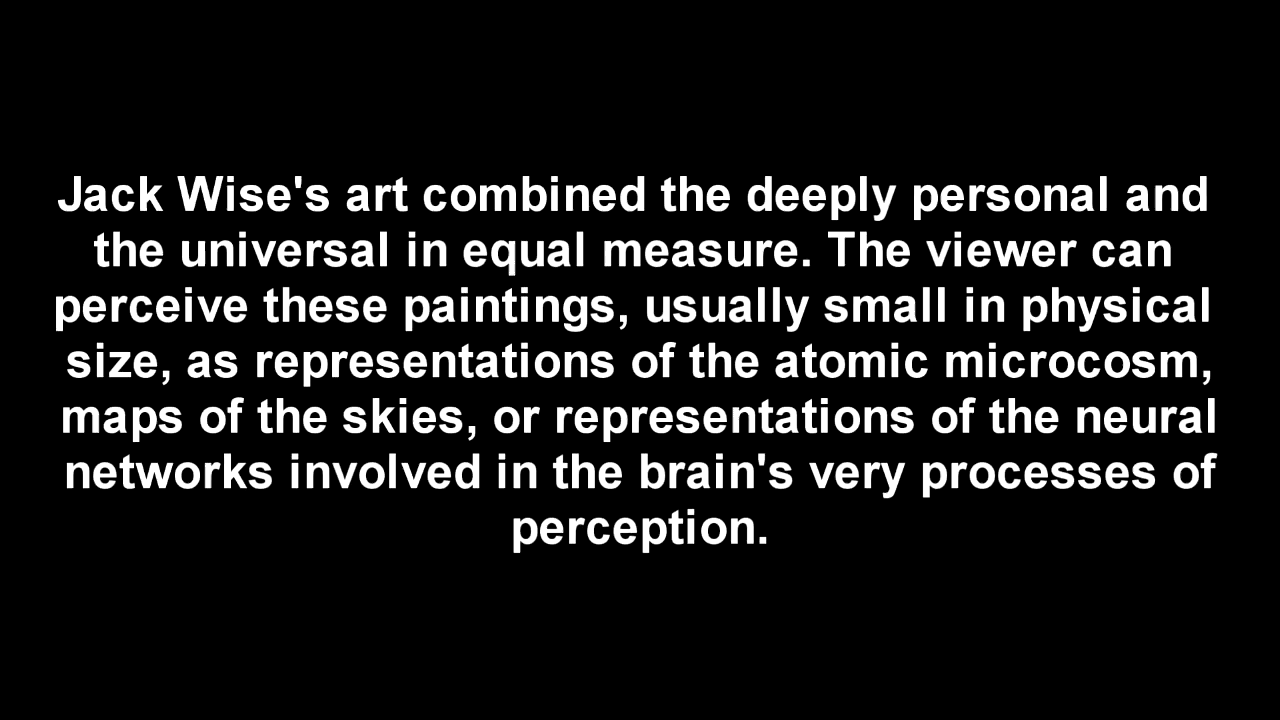 Jack Wise's art combined the deeply personal and
the universal in equal measure. The viewer can
perceive these paintings, usually small in physical
size, as representations of the atomic microcosm,
maps of the skies, or representations of the neural
networks involved in the brain's very processes of
perception.